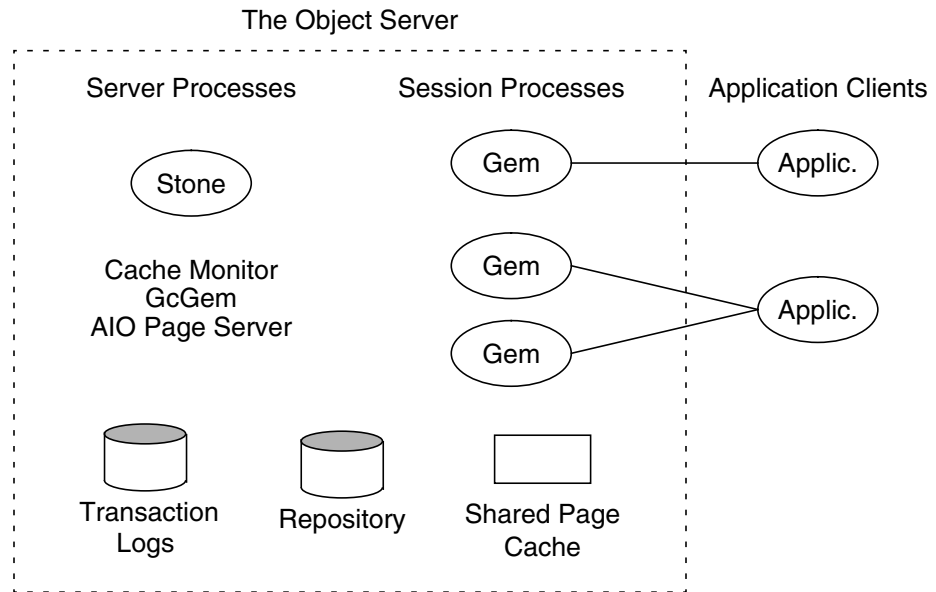 The Object Server
Server Processes
Session Processes
Application Clients
Stone
Gem
Applic.
Cache Monitor
GcGem
AIO Page Server
Gem
Gem
Applic.
Transaction
Logs
Repository
Shared Page
Cache